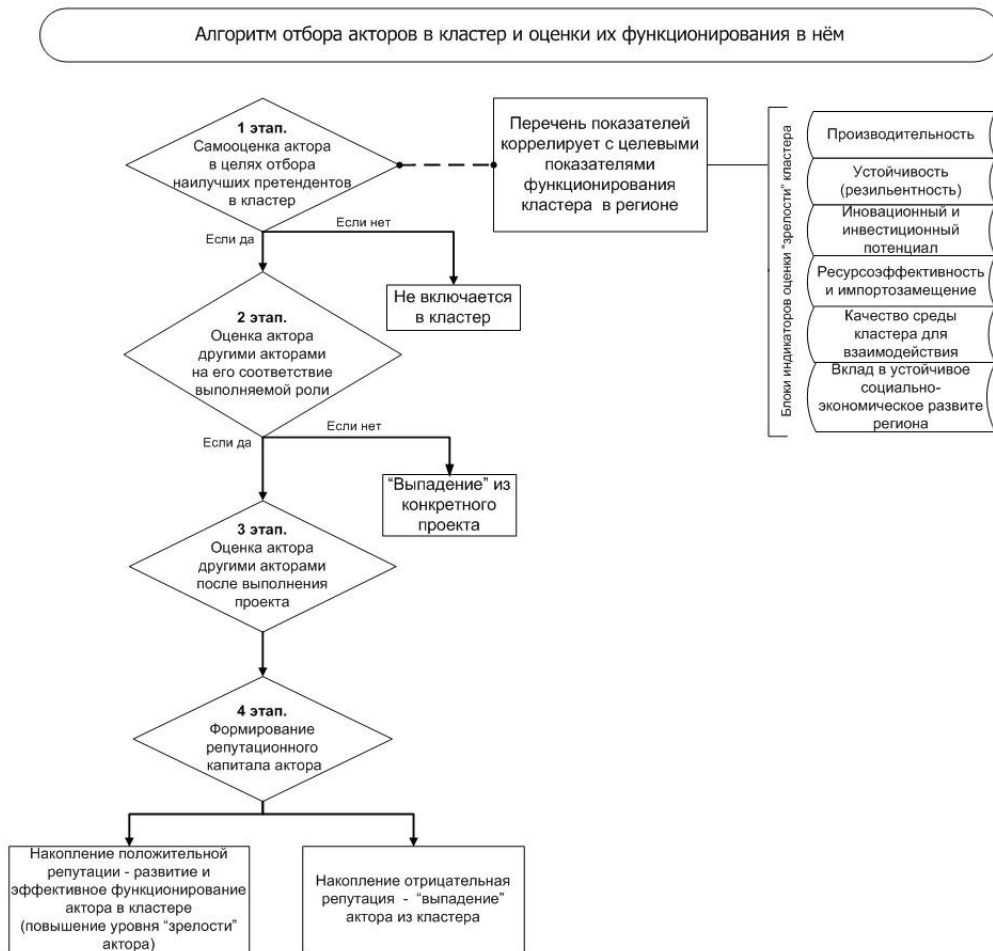 Алгоритм отбора акторов в кластер и оценки их функционирования в нём
1 этап.
Самооценка актора
в целях отбора
наилучших претендентов
в кластер
Перечень показателей
коррелирует с целевыми
показателями
функционирования
кластера в регионе
Блоки индикаторов оценки "зрелости" кластера
Производительность
Устойчивость
(резильентность)
Иновационный и
инвестиционный
потенциал
Ресурсоэффективность
и импортозамещение
Качество среды
кластера для
взаимодействия
Вклад в устойчивое
социально-
экономическое развите
региона
Если да
Если нет
Не включается
в кластер
2 этап.
Оценка актора
другими акторами
на его соответствие
выполняемой роли
Если да
Если нет
"Выпадение" из
конкретного
проекта
3 этап.
Оценка актора
другими акторами
после выполнения
проекта
4 этап.
Формирование
репутационного
капитала актора
Накопление положительной
репутации - развитие и
эффективное функционирование
актора в кластере
(повышение уровня "зрелости"
актора)
Накопление отрицательная
репутация - "выпадение"
актора из кластера